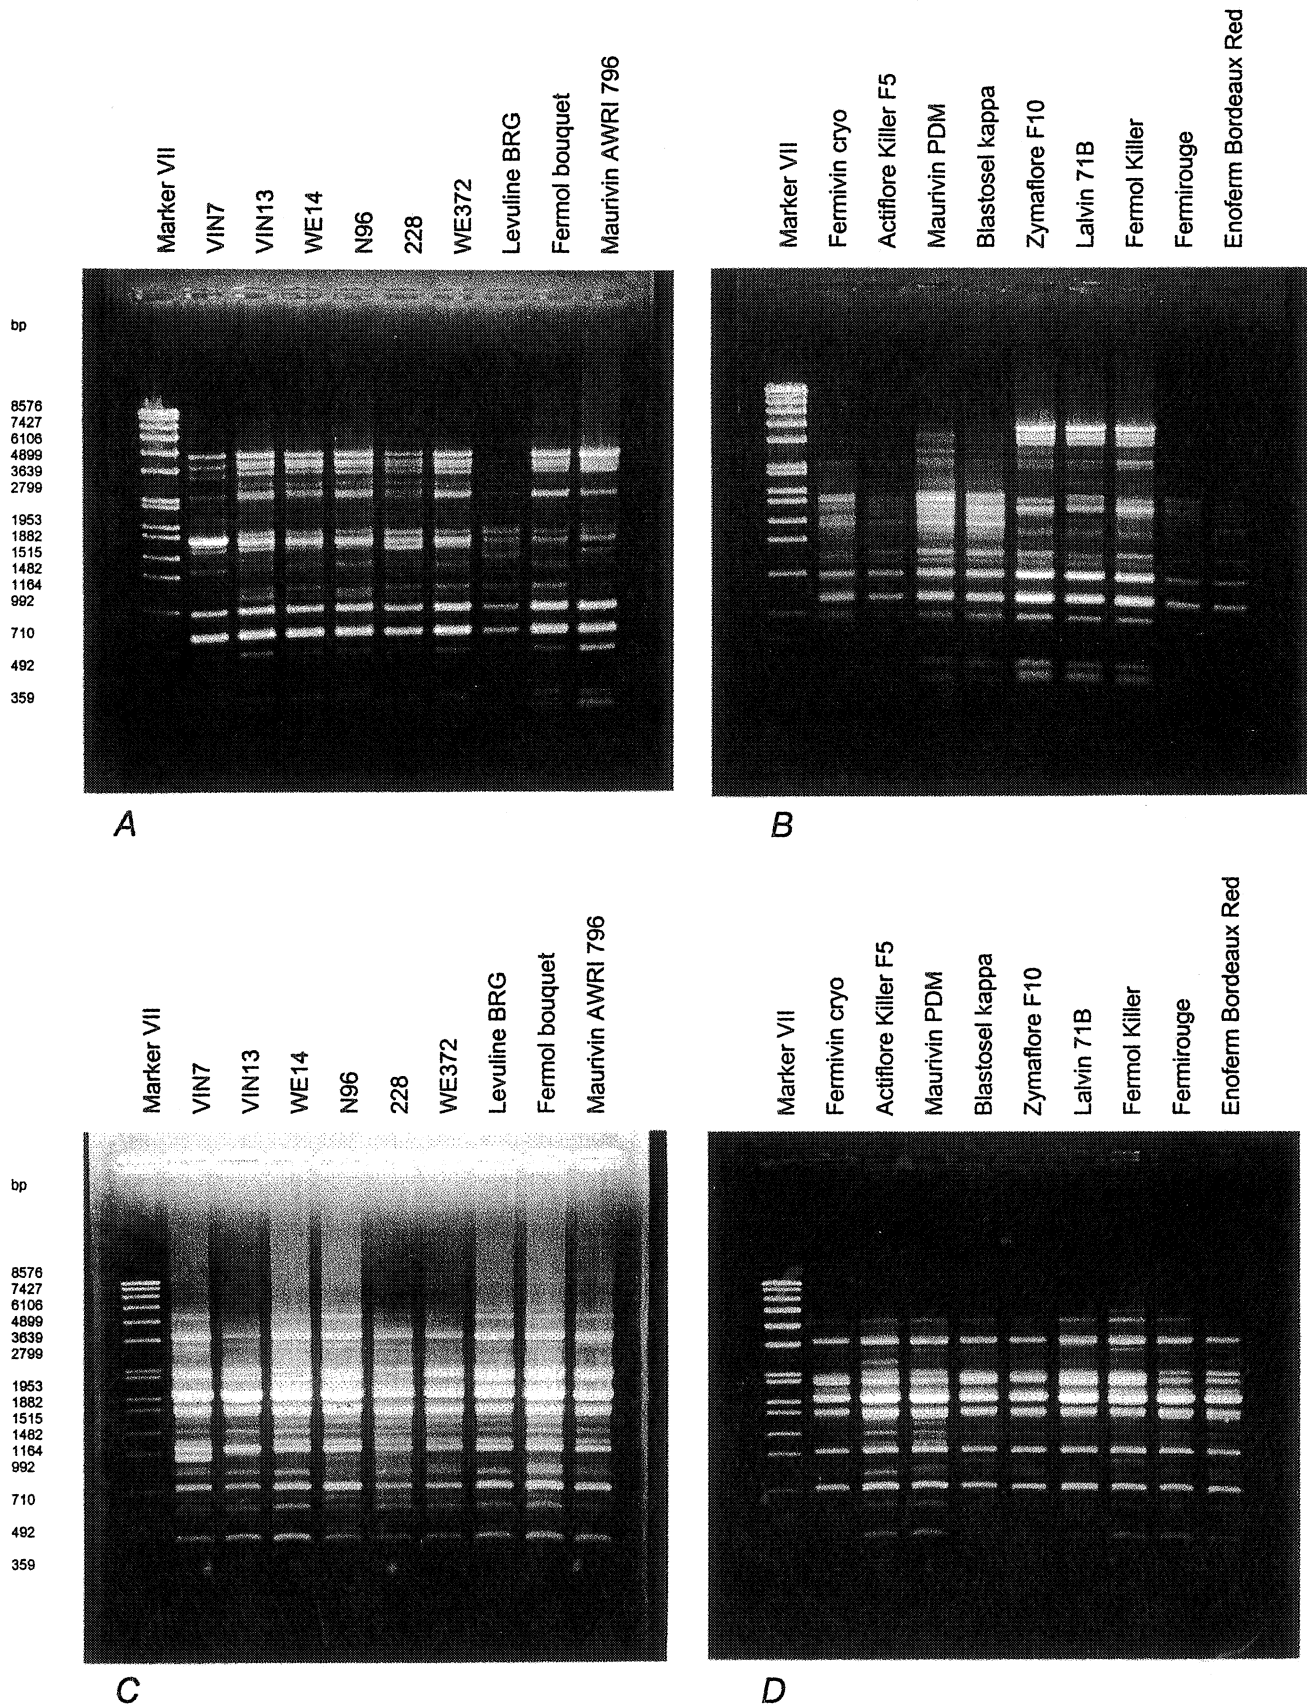 Marker VII
VIN7
VIN13
WE14
N96
228
WE372
Levuline BRG
Fermol bouquet
Maurivin AWRI 796
Marker VII
Fermivin cryo
Actiflore Killer F5
Maurivin PDM
Blastosel kappa
Zymaflore F10
Lalvin 71B
Fermol Killer
Fermirouge
Enoferm Bordeaux Red
bp
8576
7427
6106
4899
3639
2799
1953
1882
1515
1482
1164
992
710
492
359
A
B
Marker VII
VIN7
VIN13
WE14
N96
228
WE372
Levuline BRG
Fermol bouquet
Maurivin AWRI 796
Marker VII
Fermivin cryo
Actiflore Killer F5
Maurivin PDM
Blastosel kappa
Zymaflore F10
Lalvin 71B
Fermol Killer
Fermirouge
Enoferm Bordeaux Red
bp
8576
7427
6106
4899
3639
2799
1953
1882
1515
1482
1164
992
710
492
359
C
D